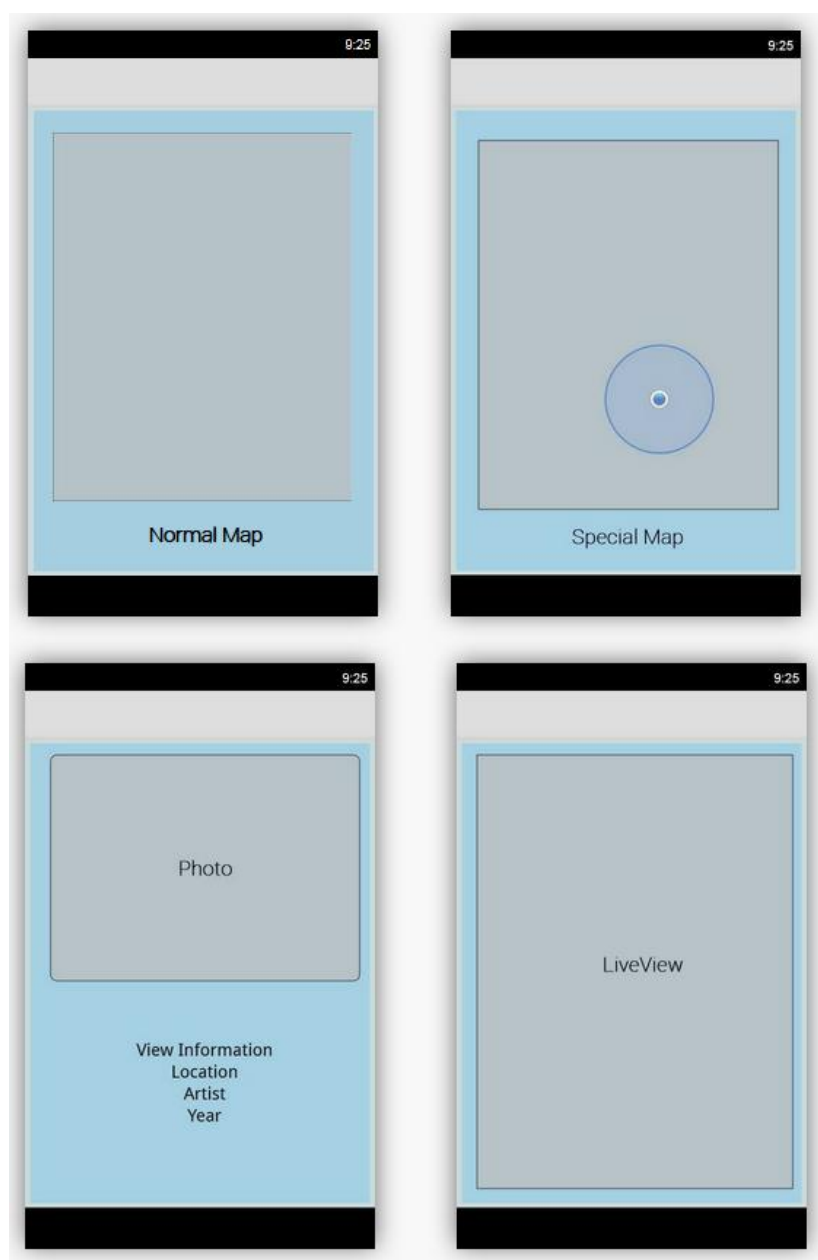 9:25
Normal Map
9:25
Special Map
9:25
Photo
View Information
Location
Artist
Year
9:25
LiveView